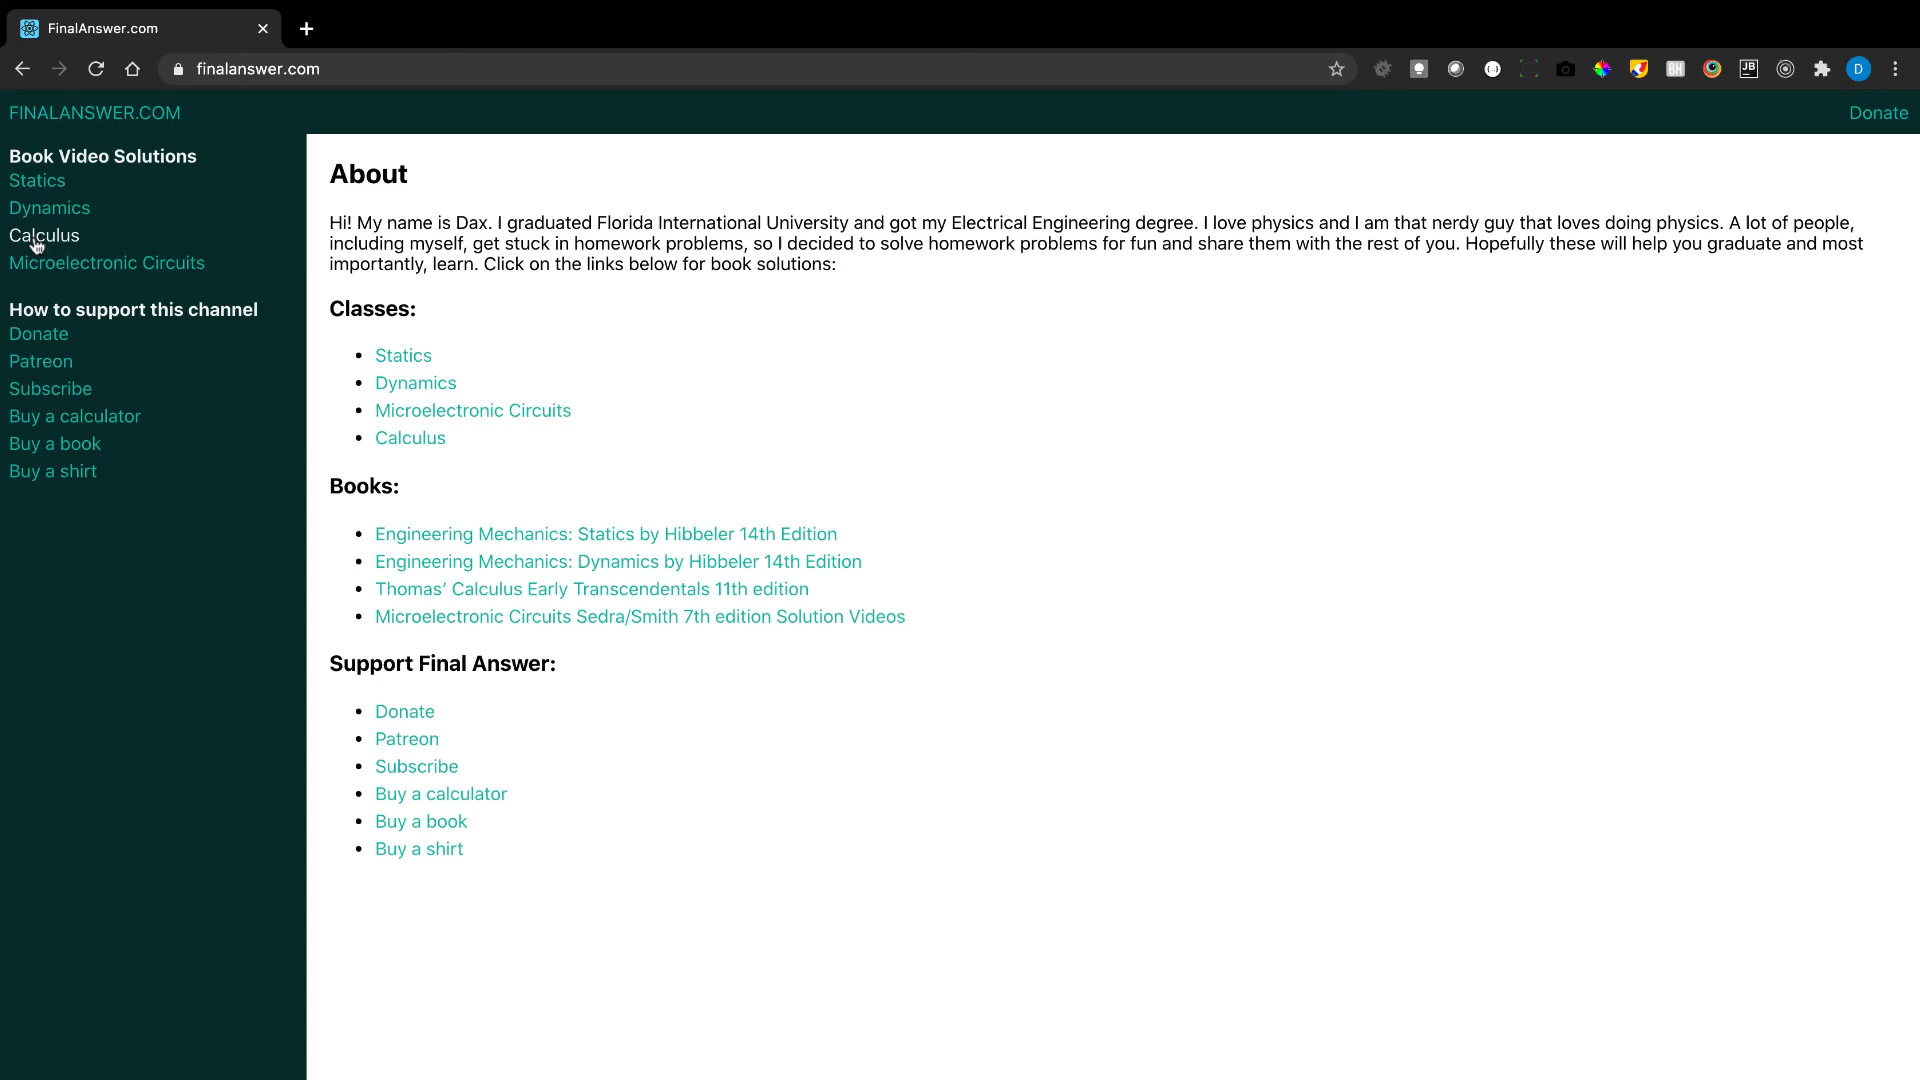 FinalAnswer.com
finalanswer.com
JB
D
FINALANSWER.COM
Donate
Book Video Solutions
Statics
Dynamics
Calculus
Microelectronic Circuits
How to support this channel
Donate
Patreon
Subscribe
Buy a calculator
Buy a book
Buy a shirt
About
Hi! My name is Dax. I graduated Florida International University and got my Electrical Engineering degree. I love physics and I am that nerdy guy that loves doing physics. A lot of people,
including myself, get stuck in homework problems, so I decided to solve homework problems for fun and share them with the rest of you. Hopefully these will help you graduate and most
importantly, learn. Click on the links below for book solutions:
Classes:
Statics
Dynamics
Microelectronic Circuits
Calculus
Books:
Engineering Mechanics: Statics by Hibbeler 14th Edition
Engineering Mechanics: Dynamics by Hibbeler 14th Edition
Thomas’ Calculus Early Transcendentals 11th edition
Microelectronic Circuits Sedra/Smith 7th edition Solution Videos
Support Final Answer:
Donate
Patreon
Subscribe
Buy a calculator
Buy a book
Buy a shirt